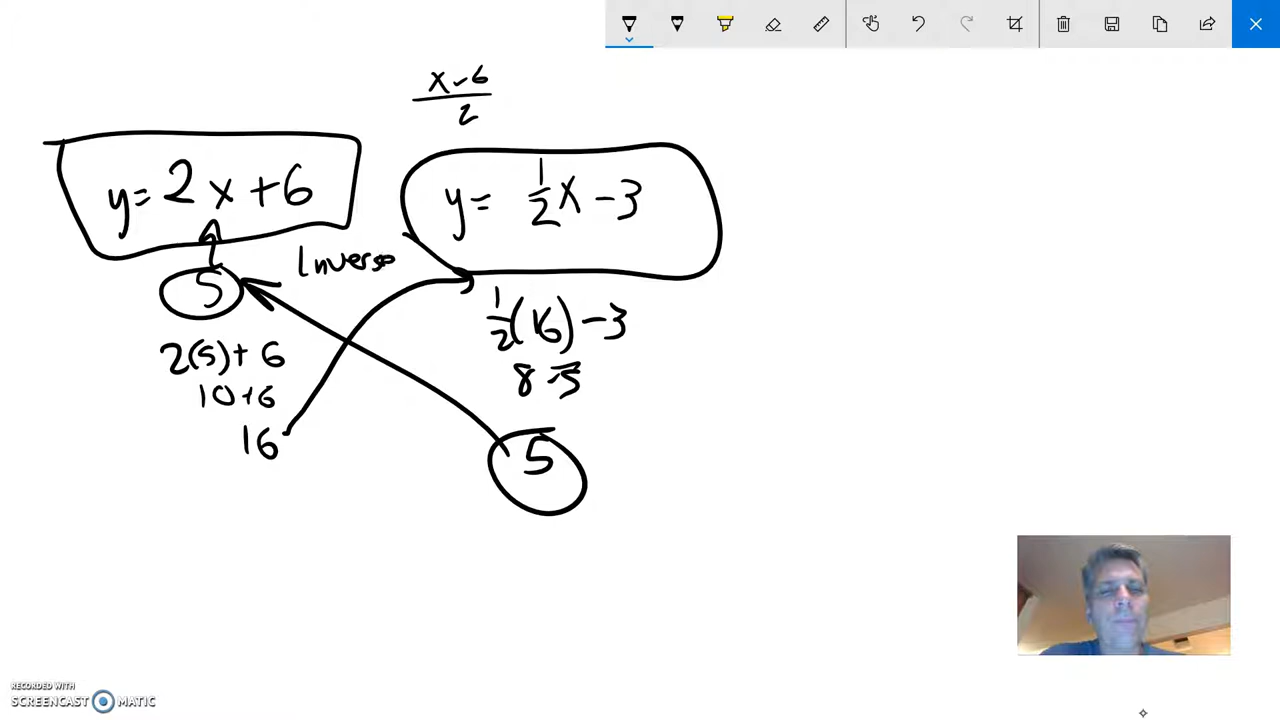 x-6
2
y=2x+6
y= 1/2 x -3
Inverse
5
1/2 (16) -3
2(5)+6
8-3
10+6
16
5
RECORDED WITH
SCREENCAST MATIC